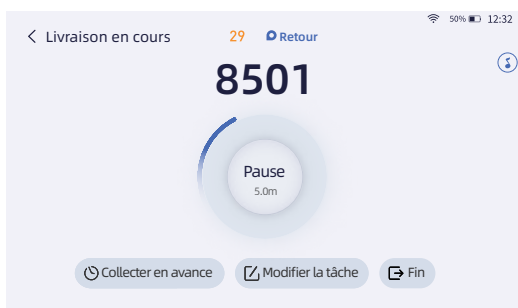 50% 12:32
Livraison en cours 29 Retour
8501
Pause
5.0m
Collecter en avance Modifier la tâche Fin